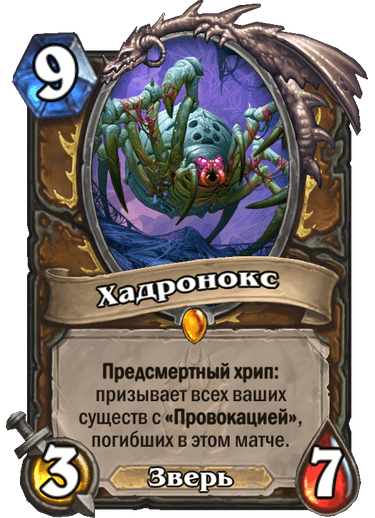 9
Хадронокс
Предсмертный хрип:
призывает всех ваших
существ с «Провокацией»,
погибших в этом матче.
3
Зверь
7